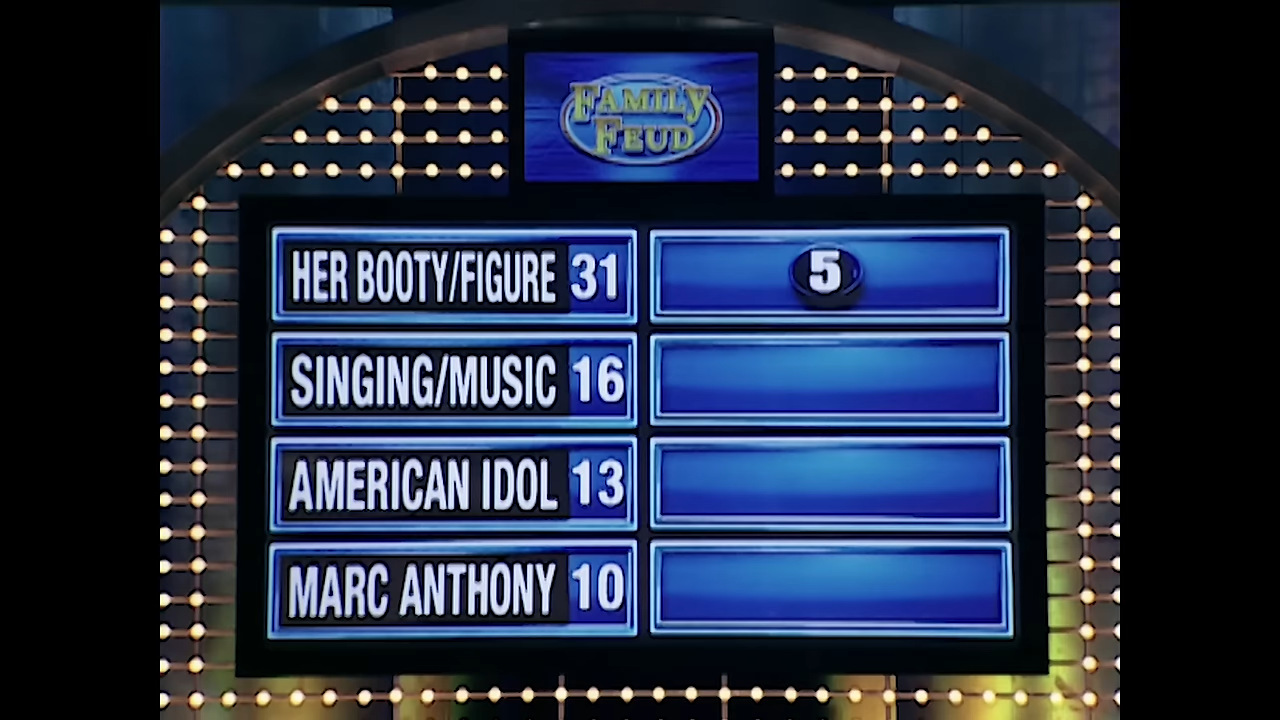 FAMILY
FEUD
HER BOOTY/FIGURE 31
5
SINGING/MUSIC 16
AMERICAN IDOL 13
MARC ANTHONY 10